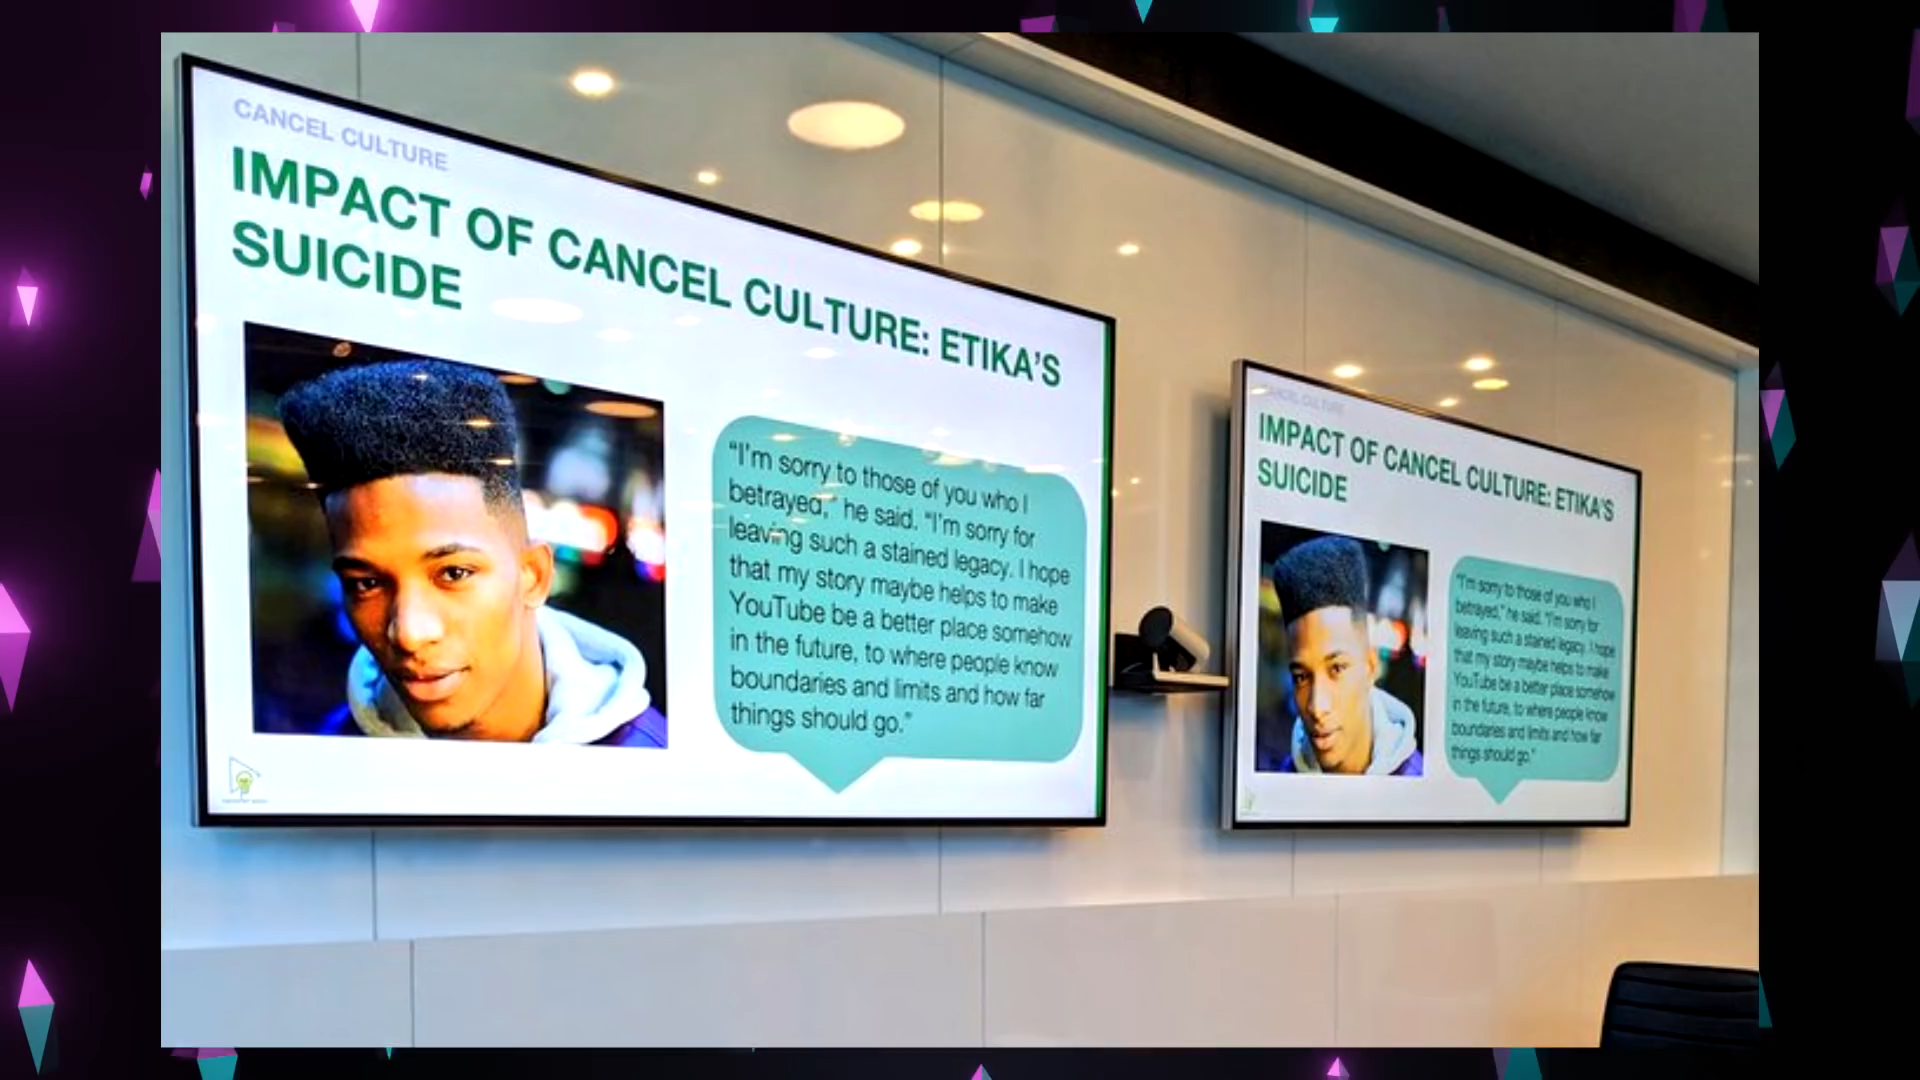 CANCEL CULTURE
IMPACT OF CANCEL CULTURE: ETIKA'S
SUICIDE
“I'm sorry to those of you who I
betrayed,” he said. “I'm sorry for
leaving such a stained legacy. I hope
that my story maybe helps to make
YouTube be a better place somehow
in the future, to where people know
boundaries and limits and how far
things should go.”
CANCEL CULTURE
IMPACT OF CANCEL CULTURE: ETIKA'S
SUICIDE
“I'm sorry to those of you who I
betrayed,” he said. “I'm sorry for
leaving such a stained legacy. I hope
that my story maybe helps to make
YouTube be a better place somehow
in the future, to where people know
boundaries and limits and how far
things should go.”